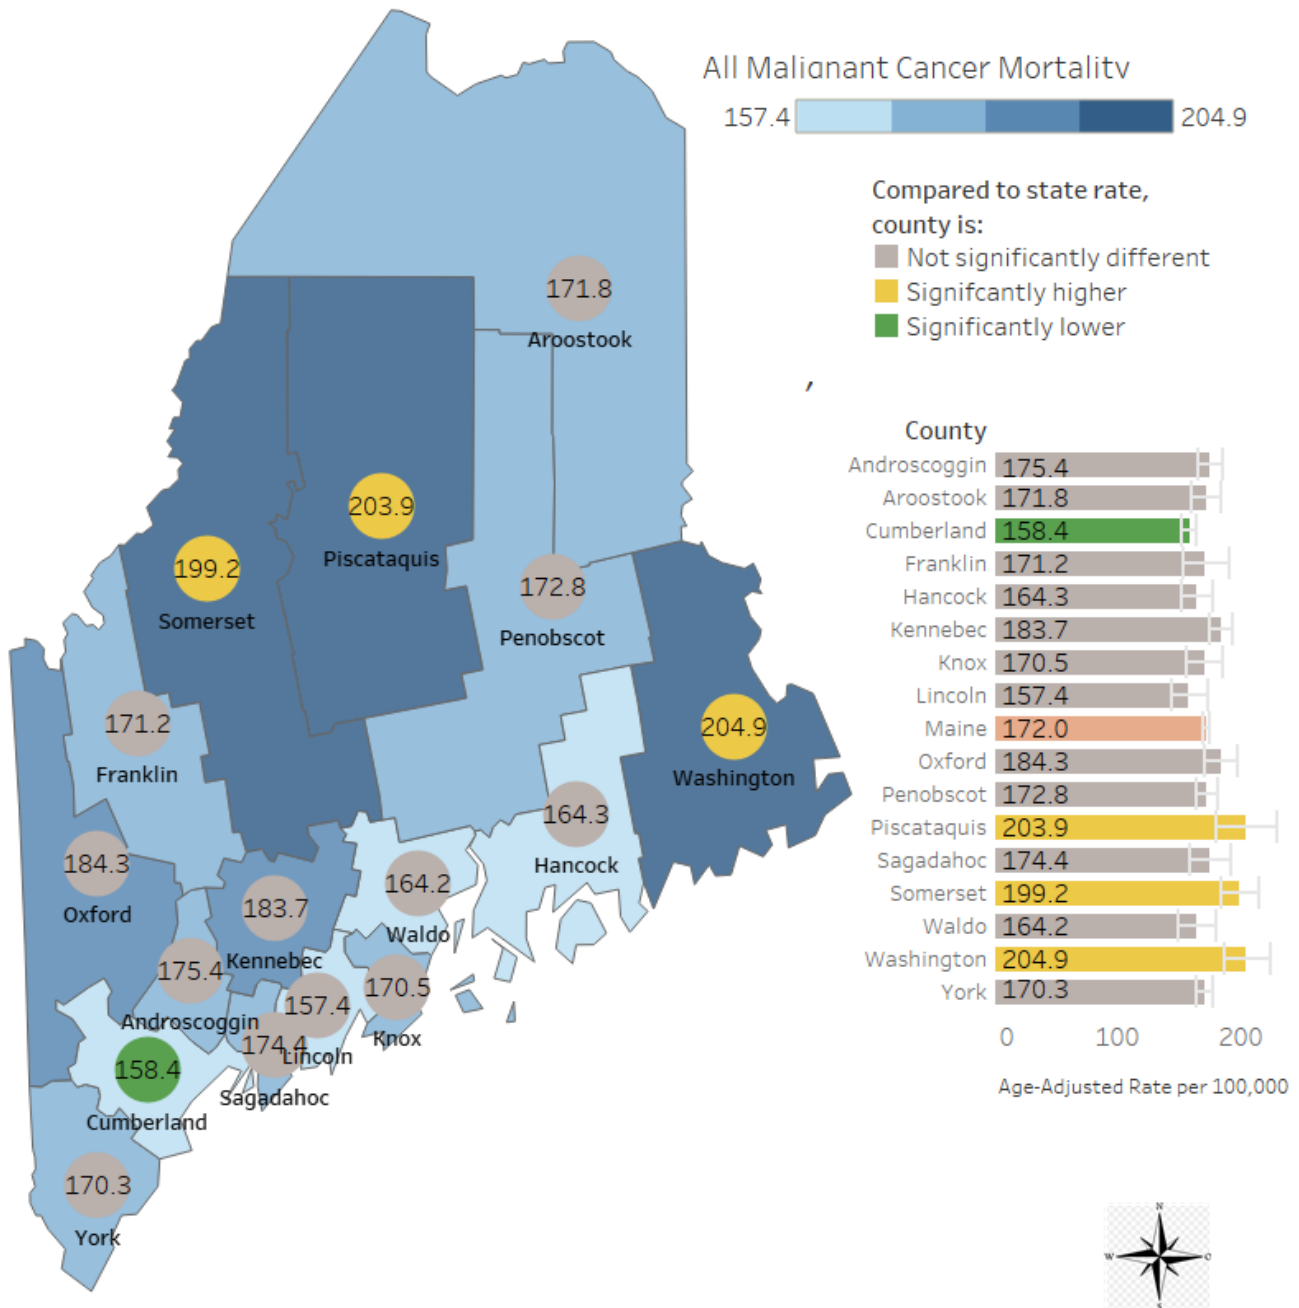 All Malignant Cancer Mortality
157.4 204.9
Compared to state rate,
county is:
Not significantly different
Signifcantly higher
Significantly lower
,
171.8
Aroostook
203.9
Piscataquis
199.2
Somerset
172.8
Penobscot
171.2
Franklin
204.9
Washington
164.3
Hancock
184.3
Oxford
164.2
Waldo
183.7
Kennebec
175.4
Androscoggin
170.5
Knox
157.4
Lincoln
174.4
Sagadahoc
158.4
Cumberland
170.3
York
County
Androscoggin 175.4
Aroostook 171.8
Cumberland 158.4
Franklin 171.2
Hancock 164.3
Kennebec 183.7
Knox 170.5
Lincoln 157.4
Maine 172.0
Oxford 184.3
Penobscot 172.8
Piscataquis 203.9
Sagadahoc 174.4
Somerset 199.2
Waldo 164.2
Washington 204.9
York 170.3
0 100 200
Age-Adjusted Rate per 100,000
N
W
S